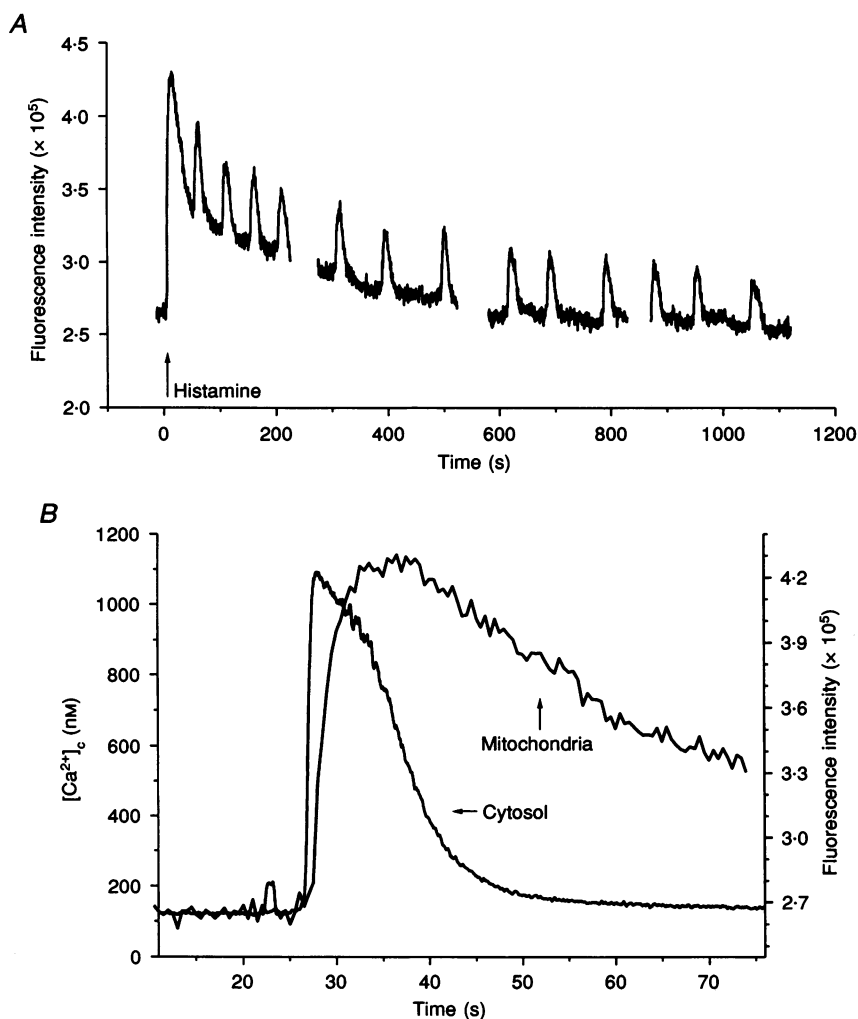 A
Fluorescence intensity (× 10⁵)
4·5
4·0
3·5
3·0
2·5
2·0
Histamine
0 200 400 600 800 1000 1200
Time (s)
B
[Ca²⁺]c (nM)
1200
1000
800
600
400
200
0
Mitochondria
Cytosol
4·2
3·9
3·6
3·3
3·0
2·7
Fluorescence intensity (× 10⁵)
20 30 40 50 60 70
Time (s)